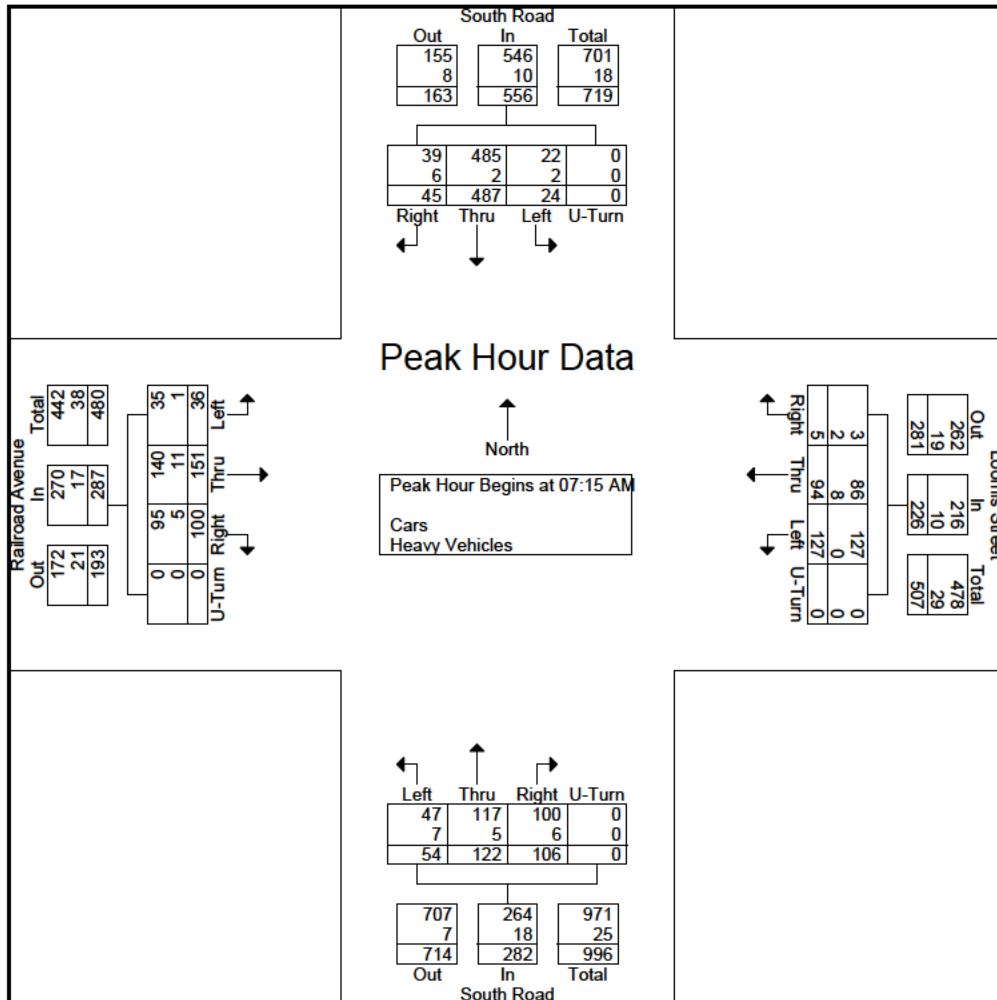 South Road
Out In Total
155 546 701
8 10 18
163 556 719
39 485 22 0
6 2 2 0
45 487 24 0
Right Thru Left U-Turn
Peak Hour Data
North
Peak Hour Begins at 07:15 AM
Cars
Heavy Vehicles
Railroad Avenue
Total In Out
442 270 172
38 17 21
480 287 193
35 140 95 0
1 11 5 0
36 151 100 0
Left Thru Right U-Turn
Loomis Street
Out In Total
262 216 478
19 10 29
281 226 507
3 86 127 0
2 8 0 0
5 94 127 0
Right Thru Left U-Turn
Left Thru Right U-Turn
47 117 100 0
7 5 6 0
54 122 106 0
707 264 971
7 18 25
714 282 996
Out In Total
South Road